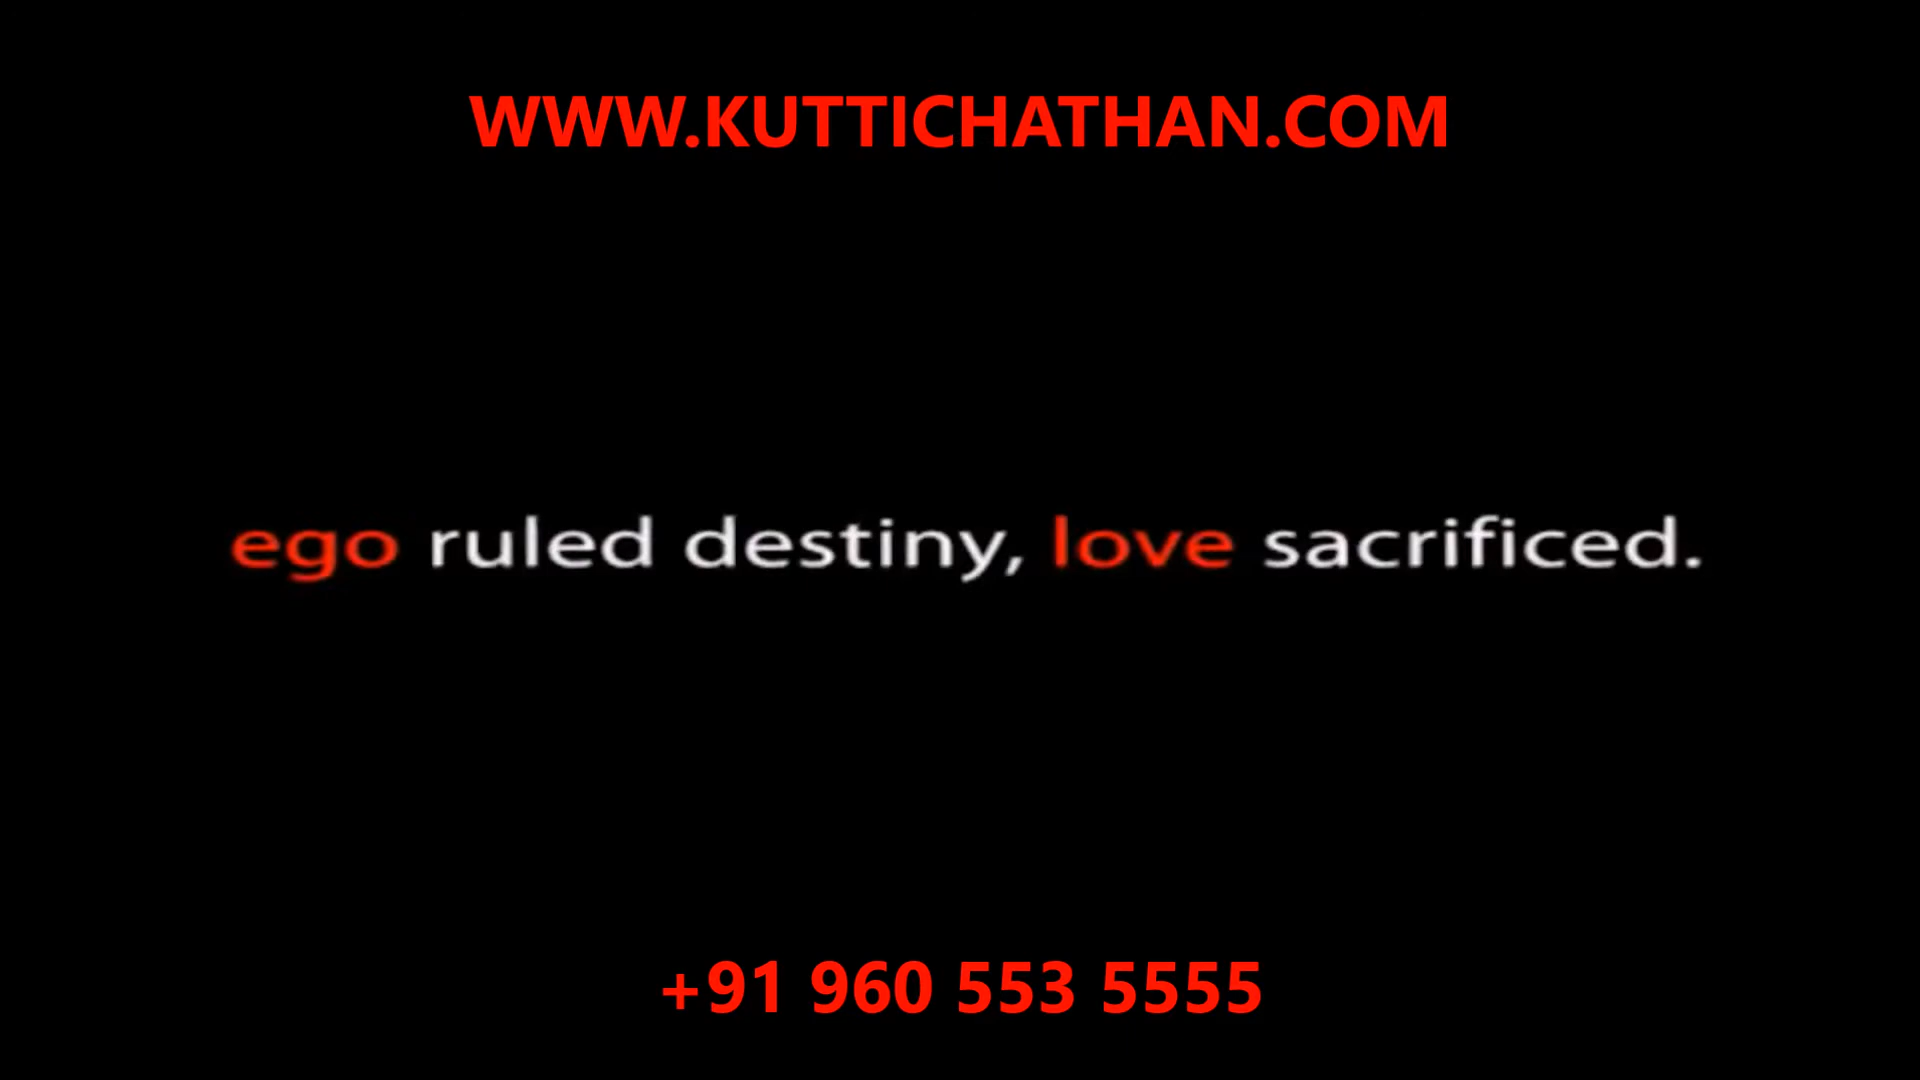 WWW.KUTTICHATHAN.COM
ego ruled destiny, love sacrificed.
+91 960 553 5555